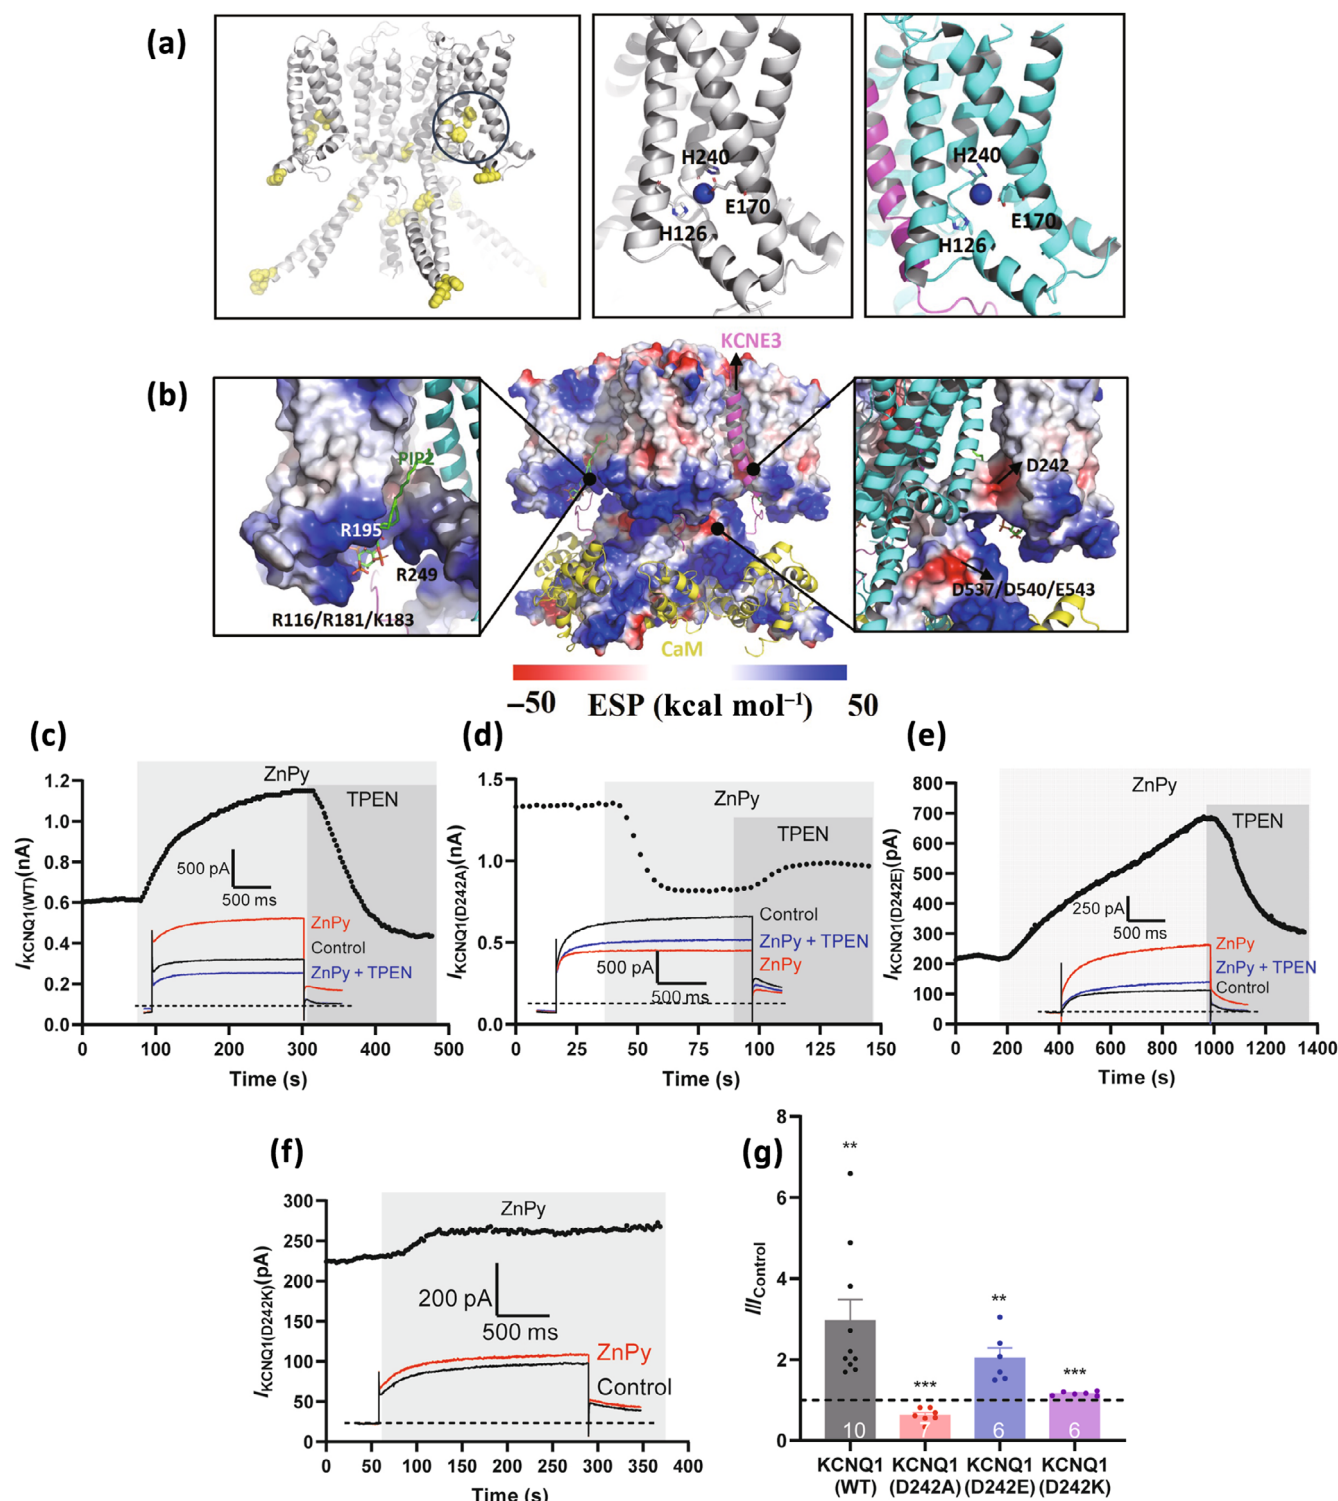 (a)
H240
E170
H126
H240
E170
H126
(b)
KCNE3
PIP2
R195
R249
R116/R181/K183
D242
D537/D540/E543
CaM
–50 ESP (kcal mol⁻¹) 50
(c)
ZnPy
TPEN
500 pA
500 ms
ZnPy
Control
ZnPy + TPEN
I KCNQ1(WT)(nA)
1.2
1.0
0.8
0.6
0.4
0.2
0.0
0 100 200 300 400 500
Time (s)
(d)
ZnPy
TPEN
Control
ZnPy + TPEN
ZnPy
500 pA
500 ms
I KCNQ1(D242A)(nA)
1.5
1.0
0.5
0.0
0 25 50 75 100 125 150
Time (s)
(e)
ZnPy
TPEN
250 pA
500 ms
ZnPy
ZnPy + TPEN
Control
I KCNQ1(D242E)(pA)
800
700
600
500
400
300
200
100
0
0 200 400 600 800 1000 1200 1400
Time (s)
(f)
ZnPy
200 pA
500 ms
ZnPy
Control
I KCNQ1(D242K)(pA)
300
250
200
150
100
50
0
0 50 100 150 200 250 300 350 400
Time (s)
(g)
I/I Control
8
6
4
2
0
**
***
**
***
10 7 6 6
KCNQ1 KCNQ1 KCNQ1 KCNQ1
(WT) (D242A) (D242E) (D242K)